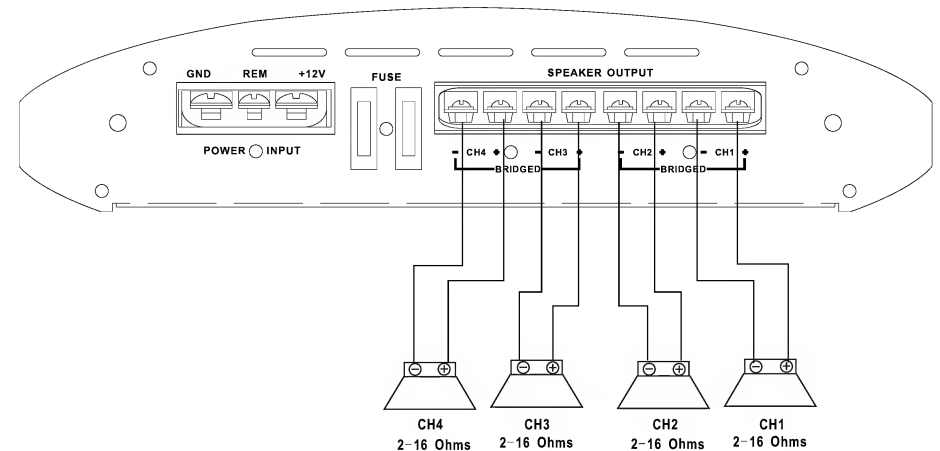 GND REM +12V
FUSE
SPEAKER OUTPUT
POWER INPUT
- CH4 + - CH3 + - CH2 + - CH1 +
BRIDGED BRIDGED
- + - + - + - +
CH4 CH3 CH2 CH1
2-16 Ohms 2-16 Ohms 2-16 Ohms 2-16 Ohms